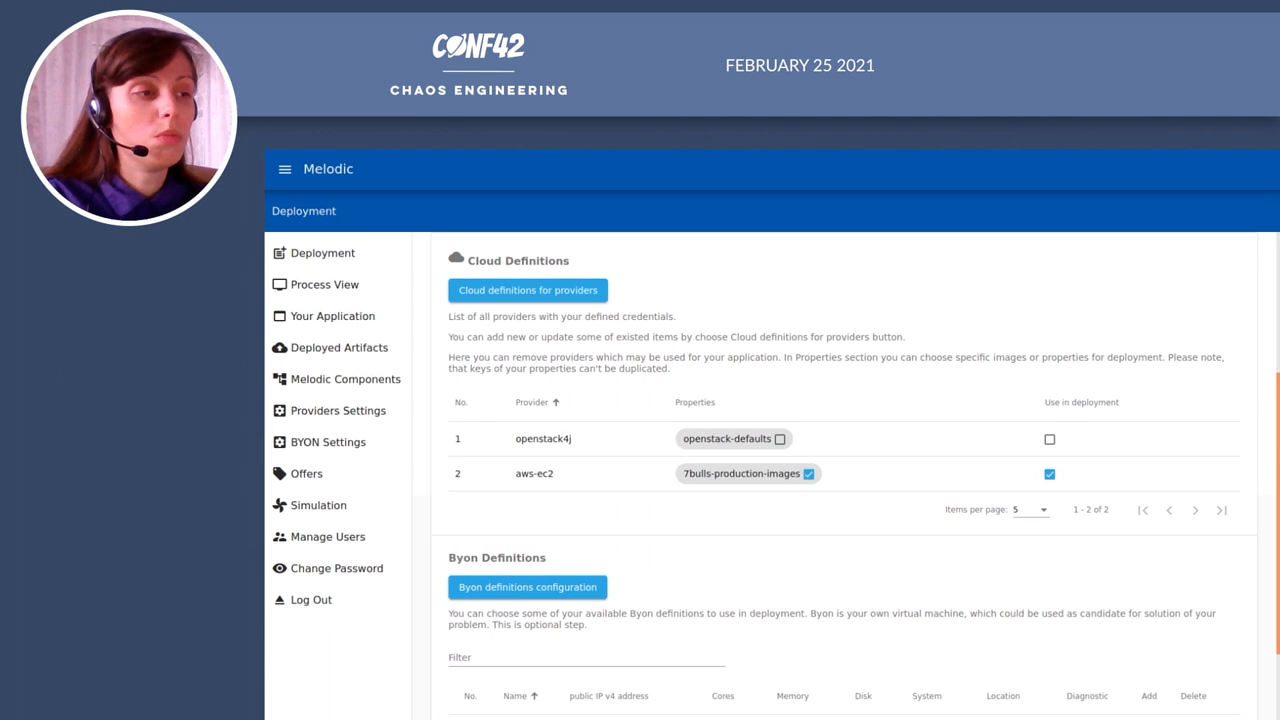 CONF42
CHAOS ENGINEERING
FEBRUARY 25 2021
Melodic
Deployment
Deployment
Process View
Your Application
Deployed Artifacts
Melodic Components
Providers Settings
BYON Settings
Offers
Simulation
Manage Users
Change Password
Log Out
Cloud Definitions
Cloud definitions for providers
List of all providers with your defined credentials.
You can add new or update some of existed items by choose Cloud definitions for providers button.
Here you can remove providers which may be used for your application. In Properties section you can choose specific images or properties for deployment. Please note,
that keys of your properties can't be duplicated.
No. Provider Properties Use in deployment
1 openstack4j openstack-defaults
2 aws-ec2 7bulls-production-images
Items per page: 5 1 - 2 of 2
Byon Definitions
Byon definitions configuration
You can choose some of your available Byon definitions to use in deployment. Byon is your own virtual machine, which could be used as candidate for solution of your
problem. This is optional step.
Filter
No. Name public IP v4 address Cores Memory Disk System Location Diagnostic Add Delete